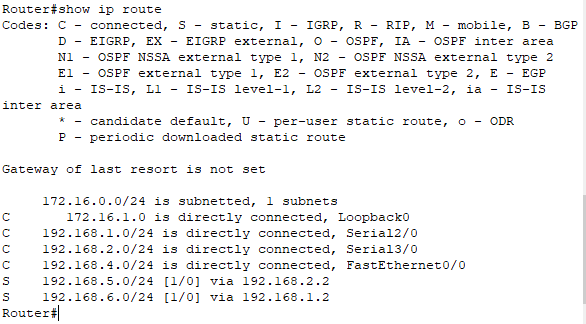 Router#show ip route
Codes: C - connected, S - static, I - IGRP, R - RIP, M - mobile, B - BGP
       D - EIGRP, EX - EIGRP external, O - OSPF, IA - OSPF inter area
       N1 - OSPF NSSA external type 1, N2 - OSPF NSSA external type 2
       E1 - OSPF external type 1, E2 - OSPF external type 2, E - EGP
       i - IS-IS, L1 - IS-IS level-1, L2 - IS-IS level-2, ia - IS-IS
inter area
       * - candidate default, U - per-user static route, o - ODR
       P - periodic downloaded static route

Gateway of last resort is not set

     172.16.0.0/24 is subnetted, 1 subnets
C       172.16.1.0 is directly connected, Loopback0
C    192.168.1.0/24 is directly connected, Serial2/0
C    192.168.2.0/24 is directly connected, Serial3/0
C    192.168.4.0/24 is directly connected, FastEthernet0/0
S    192.168.5.0/24 [1/0] via 192.168.2.2
S    192.168.6.0/24 [1/0] via 192.168.1.2
Router#